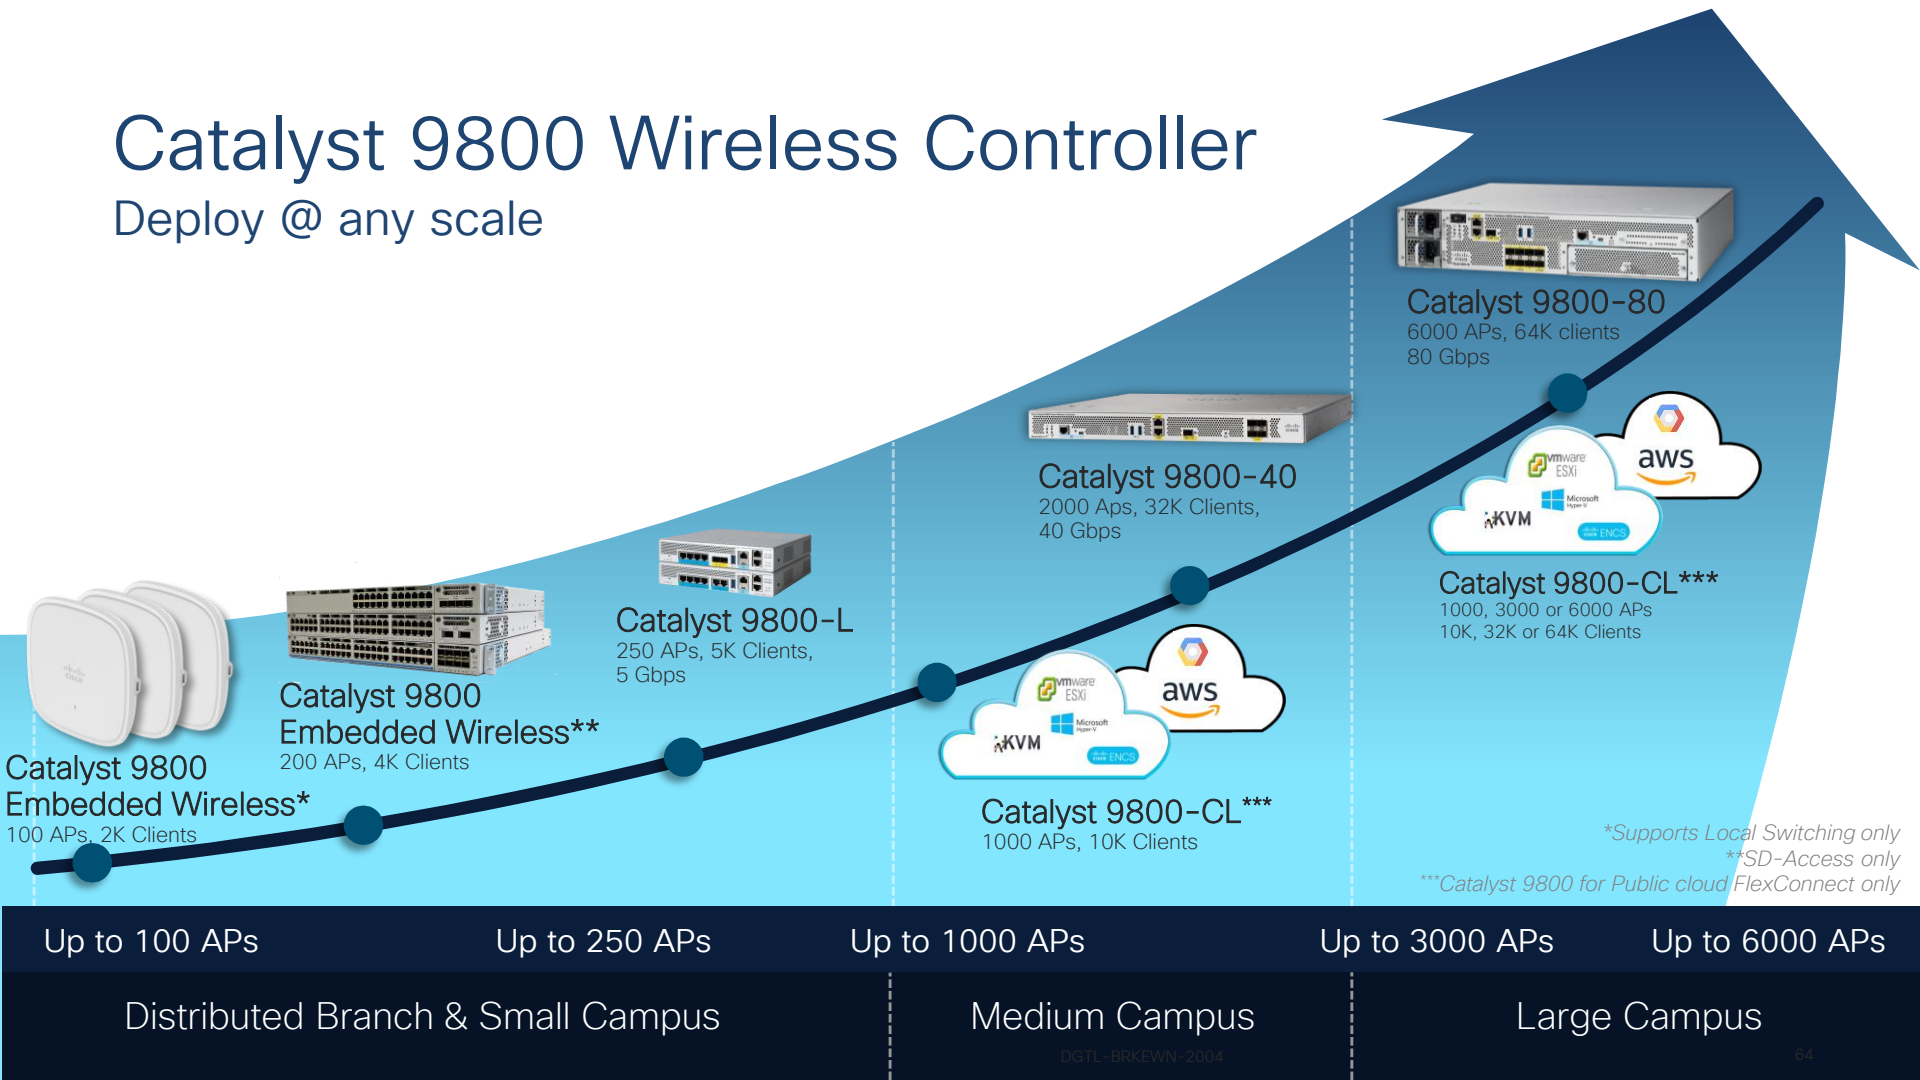 Catalyst 9800 Wireless Controller
Deploy @ any scale
Catalyst 9800
Embedded Wireless*
100 APs, 2K Clients
Catalyst 9800
Embedded Wireless**
200 APs, 4K Clients
Catalyst 9800-L
250 APs, 5K Clients,
5 Gbps
Catalyst 9800-40
2000 Aps, 32K Clients,
40 Gbps
vmware
ESXi
Microsoft
Hyper-V
KVM
ENCS
aws
Catalyst 9800-CL***
1000 APs, 10K Clients
Catalyst 9800-80
6000 APs, 64K clients
80 Gbps
vmware
ESXi
Microsoft
Hyper-V
KVM
ENCS
aws
Catalyst 9800-CL***
1000, 3000 or 6000 APs
10K, 32K or 64K Clients
*Supports Local Switching only
**SD-Access only
***Catalyst 9800 for Public cloud FlexConnect only
Up to 100 APs
Up to 250 APs
Up to 1000 APs
Up to 3000 APs
Up to 6000 APs
Distributed Branch & Small Campus
Medium Campus
Large Campus
DGTL-BRKEWN-2004
64